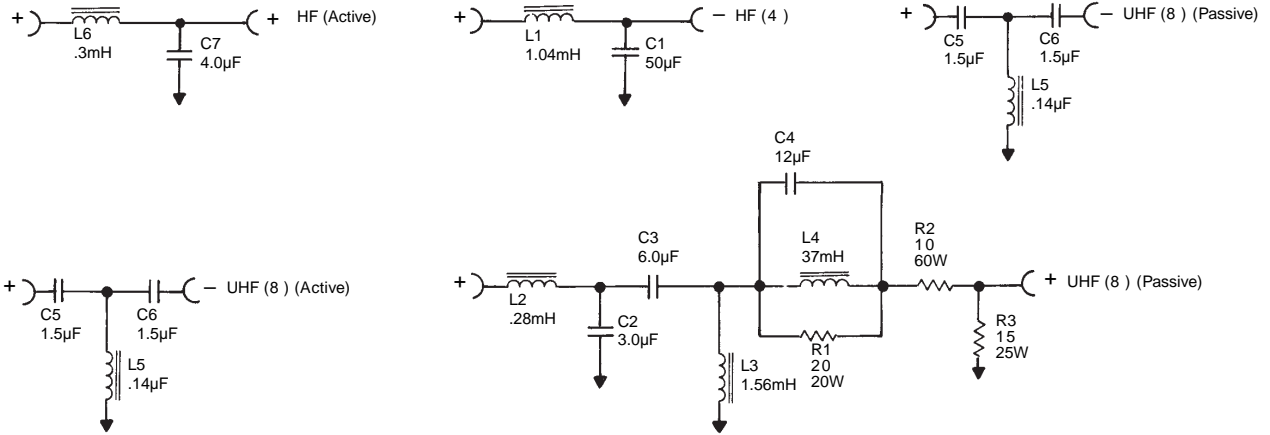 + L6 .3mH C7 4.0µF + HF (Active)
+ L1 1.04mH C1 50µF − HF (4)
+ C5 1.5µF C6 1.5µF − UHF (8) (Passive)
L5
.14µF
+ C5 1.5µF C6 1.5µF − UHF (8) (Active)
L5
.14µF
C4
12µF
+ L2 .28mH
C2
3.0µF
C3
6.0µF
L3
1.56mH
L4
37mH
R1
20
20W
R2
10
60W
+ UHF (8) (Passive)
R3
15
25W